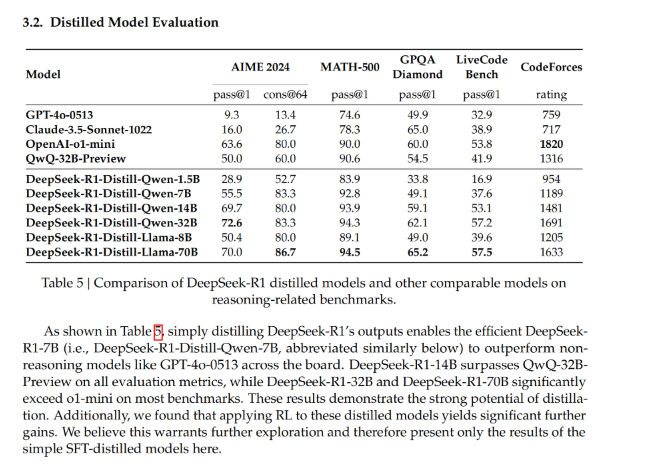 3.2. Distilled Model Evaluation
Model AIME 2024 MATH-500 GPQA Diamond LiveCode Bench CodeForces
pass@1 cons@64 pass@1 pass@1 pass@1 rating
GPT-4o-0513 9.3 13.4 74.6 49.9 32.9 759
Claude-3.5-Sonnet-1022 16.0 26.7 78.3 65.0 38.9 717
OpenAI-o1-mini 63.6 80.0 90.0 60.0 53.8 1820
QwQ-32B-Preview 50.0 60.0 90.6 54.5 41.9 1316
DeepSeek-R1-Distill-Qwen-1.5B 28.9 52.7 83.9 33.8 16.9 954
DeepSeek-R1-Distill-Qwen-7B 55.5 83.3 92.8 49.1 37.6 1189
DeepSeek-R1-Distill-Qwen-14B 69.7 80.0 93.9 59.1 53.1 1481
DeepSeek-R1-Distill-Qwen-32B 72.6 83.3 94.3 62.1 57.2 1691
DeepSeek-R1-Distill-Llama-8B 50.4 80.0 89.1 49.0 39.6 1205
DeepSeek-R1-Distill-Llama-70B 70.0 86.7 94.5 65.2 57.5 1633
Table 5 | Comparison of DeepSeek-R1 distilled models and other comparable models on
reasoning-related benchmarks.
As shown in Table 5, simply distilling DeepSeek-R1's outputs enables the efficient DeepSeek-
R1-7B (i.e., DeepSeek-R1-Distill-Qwen-7B, abbreviated similarly below) to outperform non-
reasoning models like GPT-4o-0513 across the board. DeepSeek-R1-14B surpasses QwQ-32B-
Preview on all evaluation metrics, while DeepSeek-R1-32B and DeepSeek-R1-70B significantly
exceed o1-mini on most benchmarks. These results demonstrate the strong potential of distilla-
tion. Additionally, we found that applying RL to these distilled models yields significant further
gains. We believe this warrants further exploration and therefore present only the results of the
simple SFT-distilled models here.